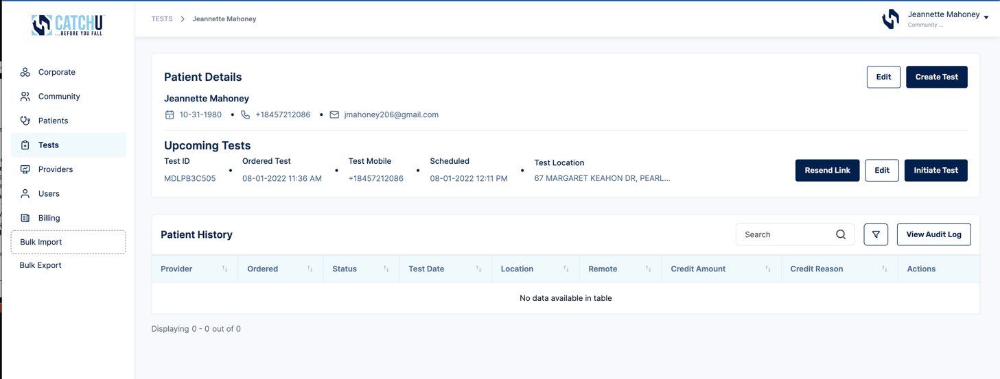 CATCHU
...BEFORE YOU FALL
TESTS > Jeannette Mahoney
Jeannette Mahoney
Community ...
Corporate
Community
Patients
Tests
Providers
Users
Billing
Bulk Import
Bulk Export
Patient Details
Edit
Create Test
Jeannette Mahoney
10-31-1980 • +18457212086 • jmahoney206@gmail.com
Upcoming Tests
Test ID • Ordered Test • Test Mobile • Scheduled • Test Location
MDLPB3C505 08-01-2022 11:36 AM +18457212086 08-01-2022 12:11 PM 67 MARGARET KEAHON DR, PEARL...
Resend Link
Edit
Initiate Test
Patient History
Search
View Audit Log
Provider Ordered Status Test Date Location Remote Credit Amount Credit Reason Actions
No data available in table
Displaying 0 - 0 out of 0